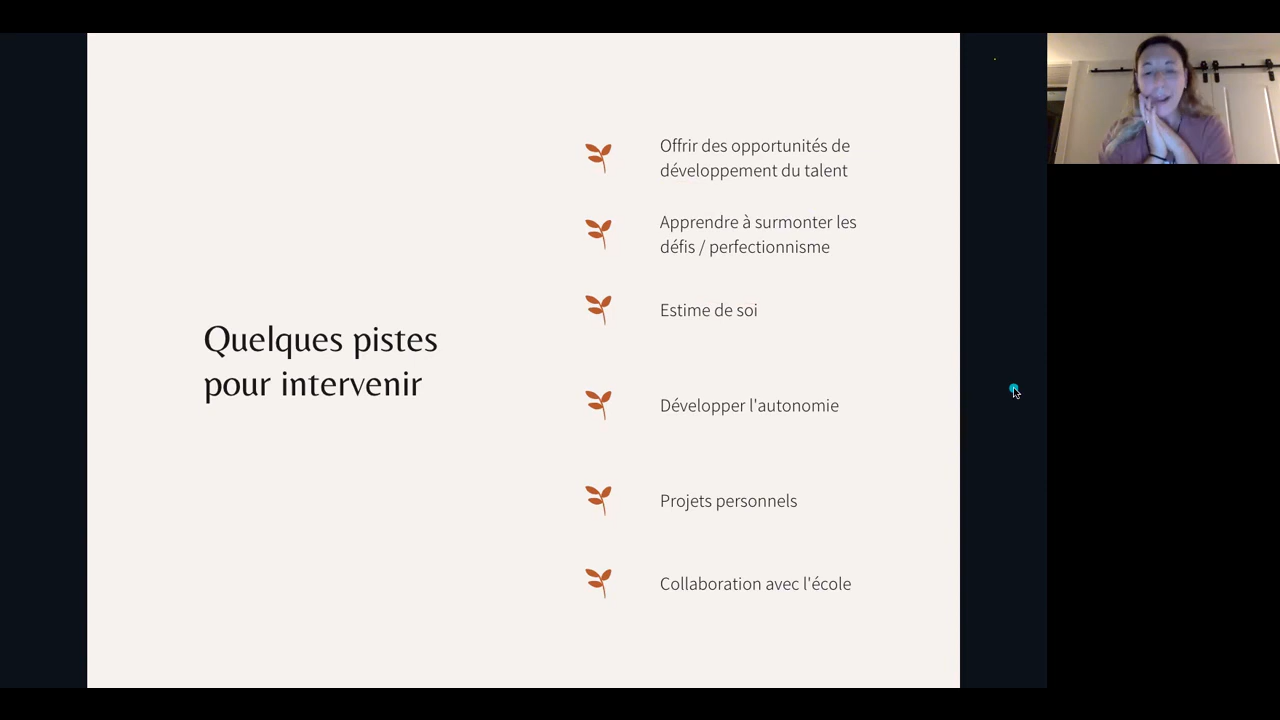 Quelques pistes
pour intervenir
Offrir des opportunités de
développement du talent
Apprendre à surmonter les
défis / perfectionnisme
Estime de soi
Développer l'autonomie
Projets personnels
Collaboration avec l'école